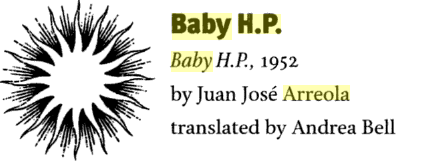 Baby H.P.
Baby H.P., 1952
by Juan José Arreola
translated by Andrea Bell